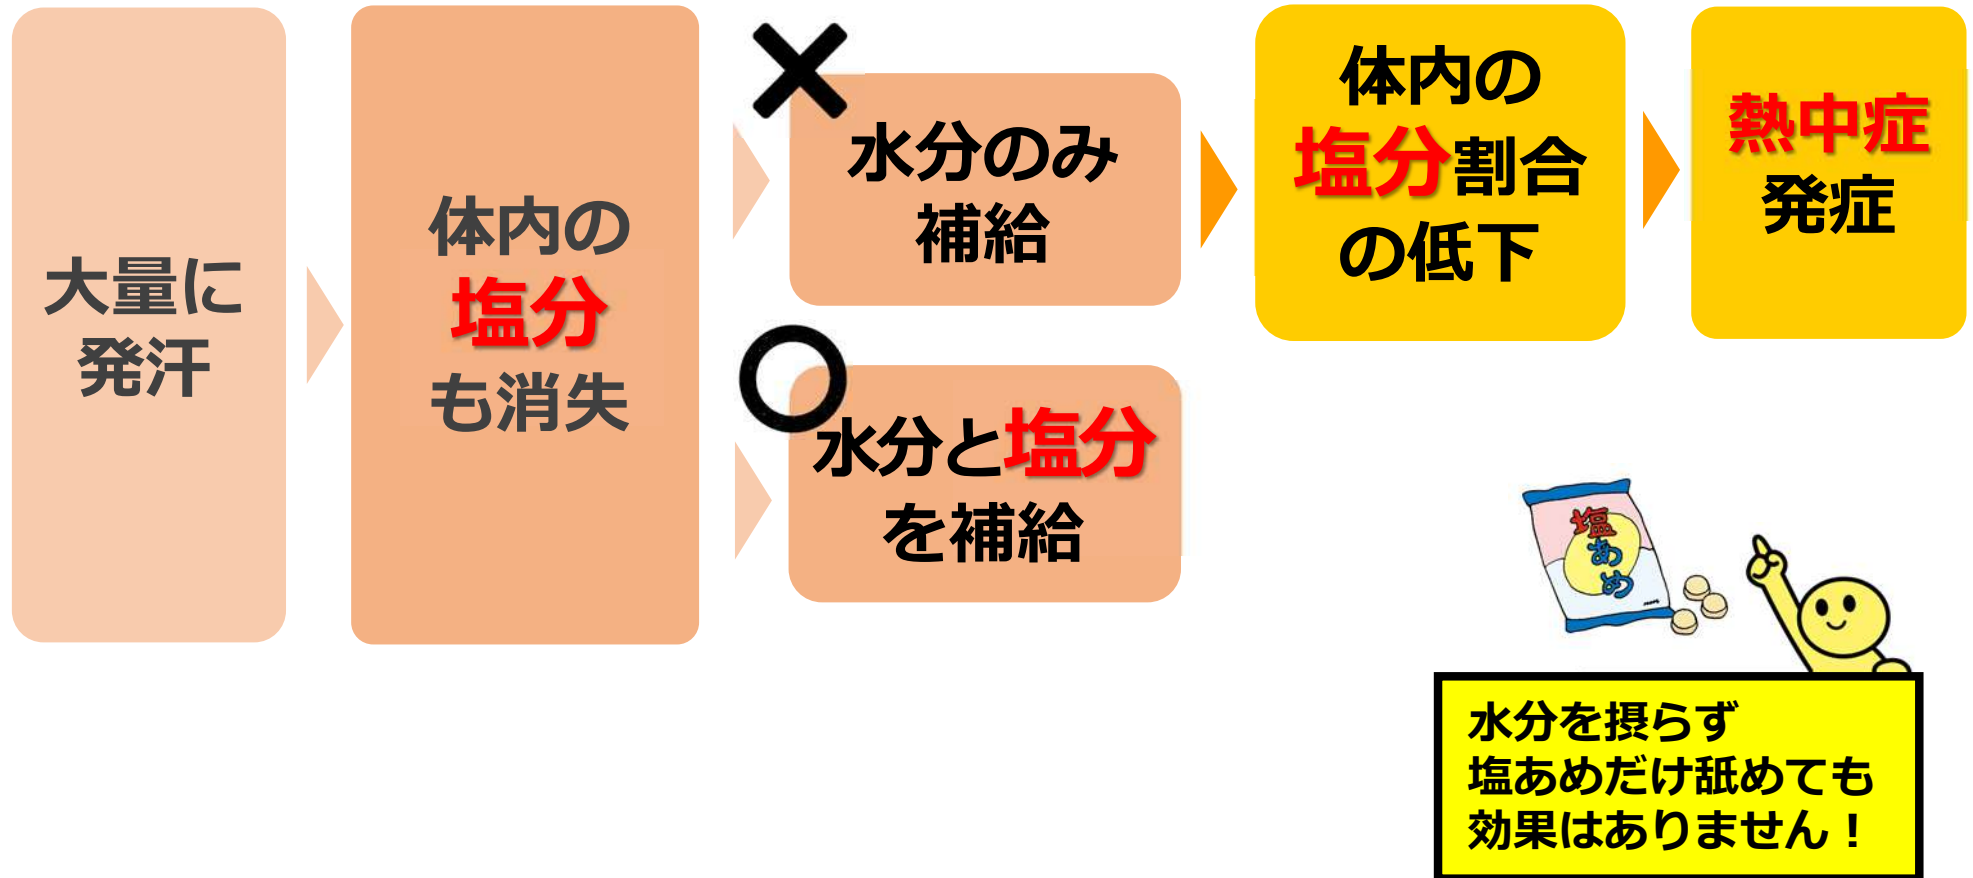 大量に
発汗
体内の
塩分
も消失
水分のみ
補給
体内の
塩分割合
の低下
熱中症
発症
水分と塩分
を補給
塩
あ
め
水分を摂らず
塩あめだけ舐めても
効果はありません！